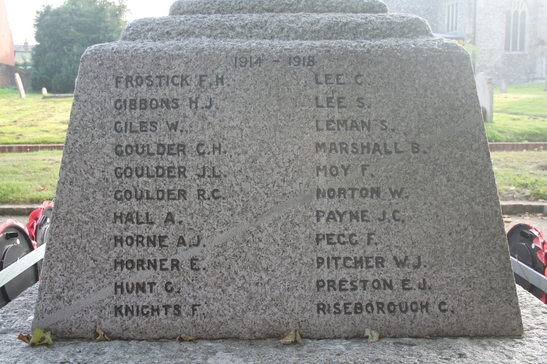 1914 - 1918
FROSTICK F.H.
GIBBONS H.J.
GILES W.
GOULDER C.H.
GOULDER J.L.
GOULDER R.C.
HALL A.
HORNE A.J.
HORNER E.
HUNT G.
KNIGHTS F.
LEE C.
LEE S.
LEMAN S.
MARSHALL B.
MOY F.
NORTON W.
PAYNE J.C.
PEGG F.
PITCHER W.J.
PRESTON E.J.
RISEBOROUGH C.